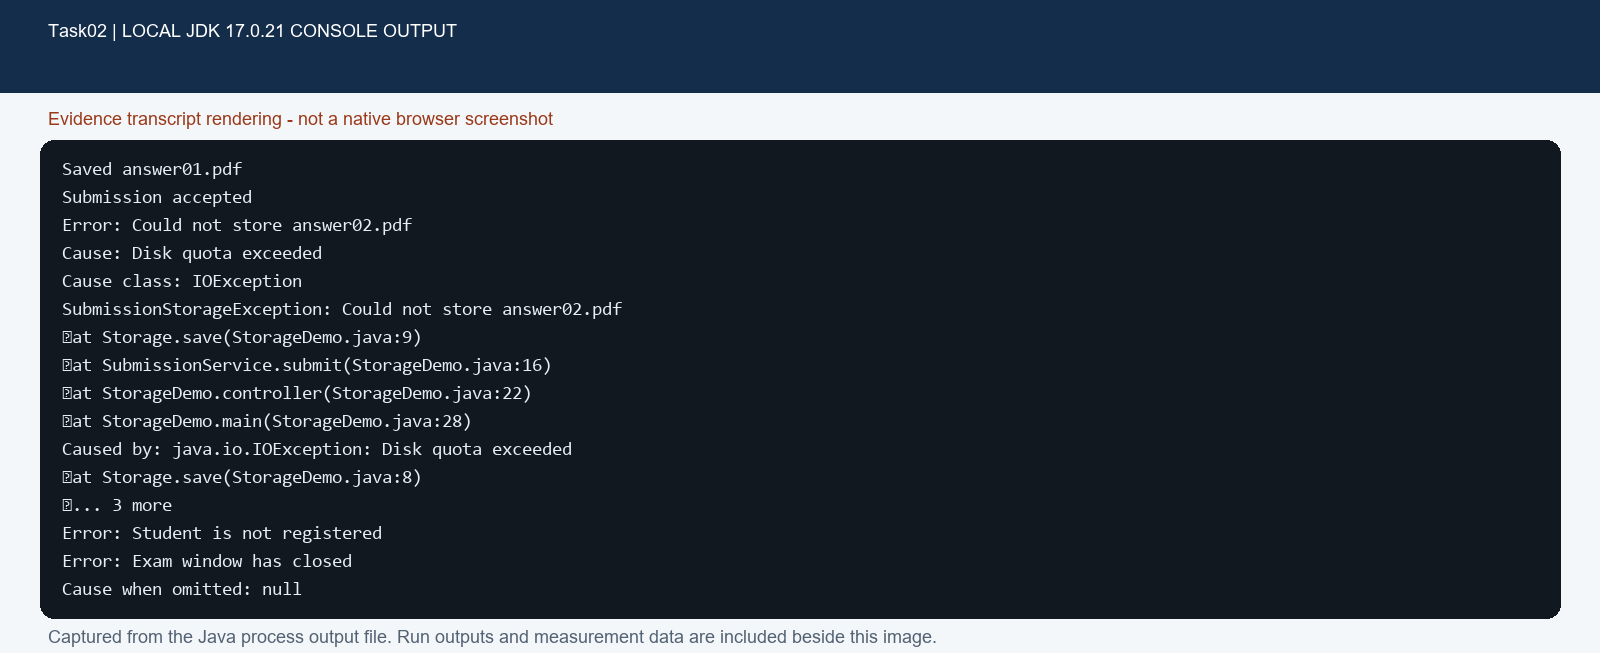 Task02 | LOCAL JDK 17.0.21 CONSOLE OUTPUT
Evidence transcript rendering - not a native browser screenshot
Saved answer01.pdf
Submission accepted
Error: Could not store answer02.pdf
Cause: Disk quota exceeded
Cause class: IOException
SubmissionStorageException: Could not store answer02.pdf
at Storage.save(StorageDemo.java:9)
at SubmissionService.submit(StorageDemo.java:16)
at StorageDemo.controller(StorageDemo.java:22)
at StorageDemo.main(StorageDemo.java:28)
Caused by: java.io.IOException: Disk quota exceeded
at Storage.save(StorageDemo.java:8)
... 3 more
Error: Student is not registered
Error: Exam window has closed
Cause when omitted: null
Captured from the Java process output file. Run outputs and measurement data are included beside this image.